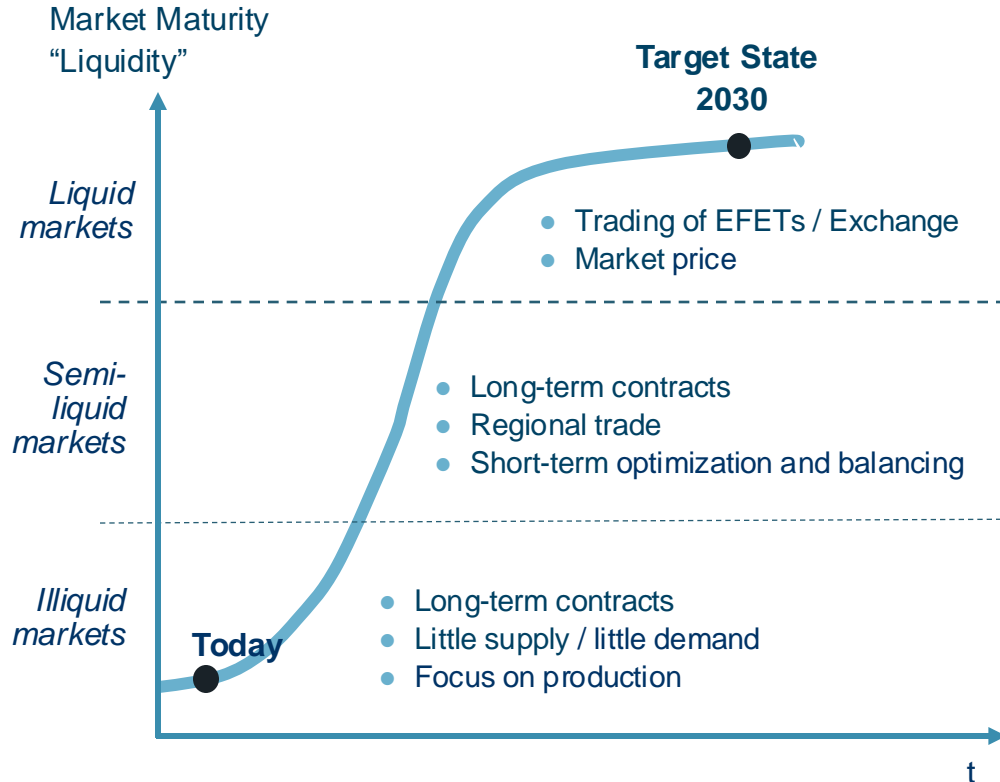 Market Maturity
“Liquidity”
Target State
2030
Liquid
markets
• Trading of EFETs / Exchange
• Market price
Semi-
liquid
markets
• Long-term contracts
• Regional trade
• Short-term optimization and balancing
Illiquid
markets
• Long-term contracts
• Little supply / little demand
• Focus on production
Today
t